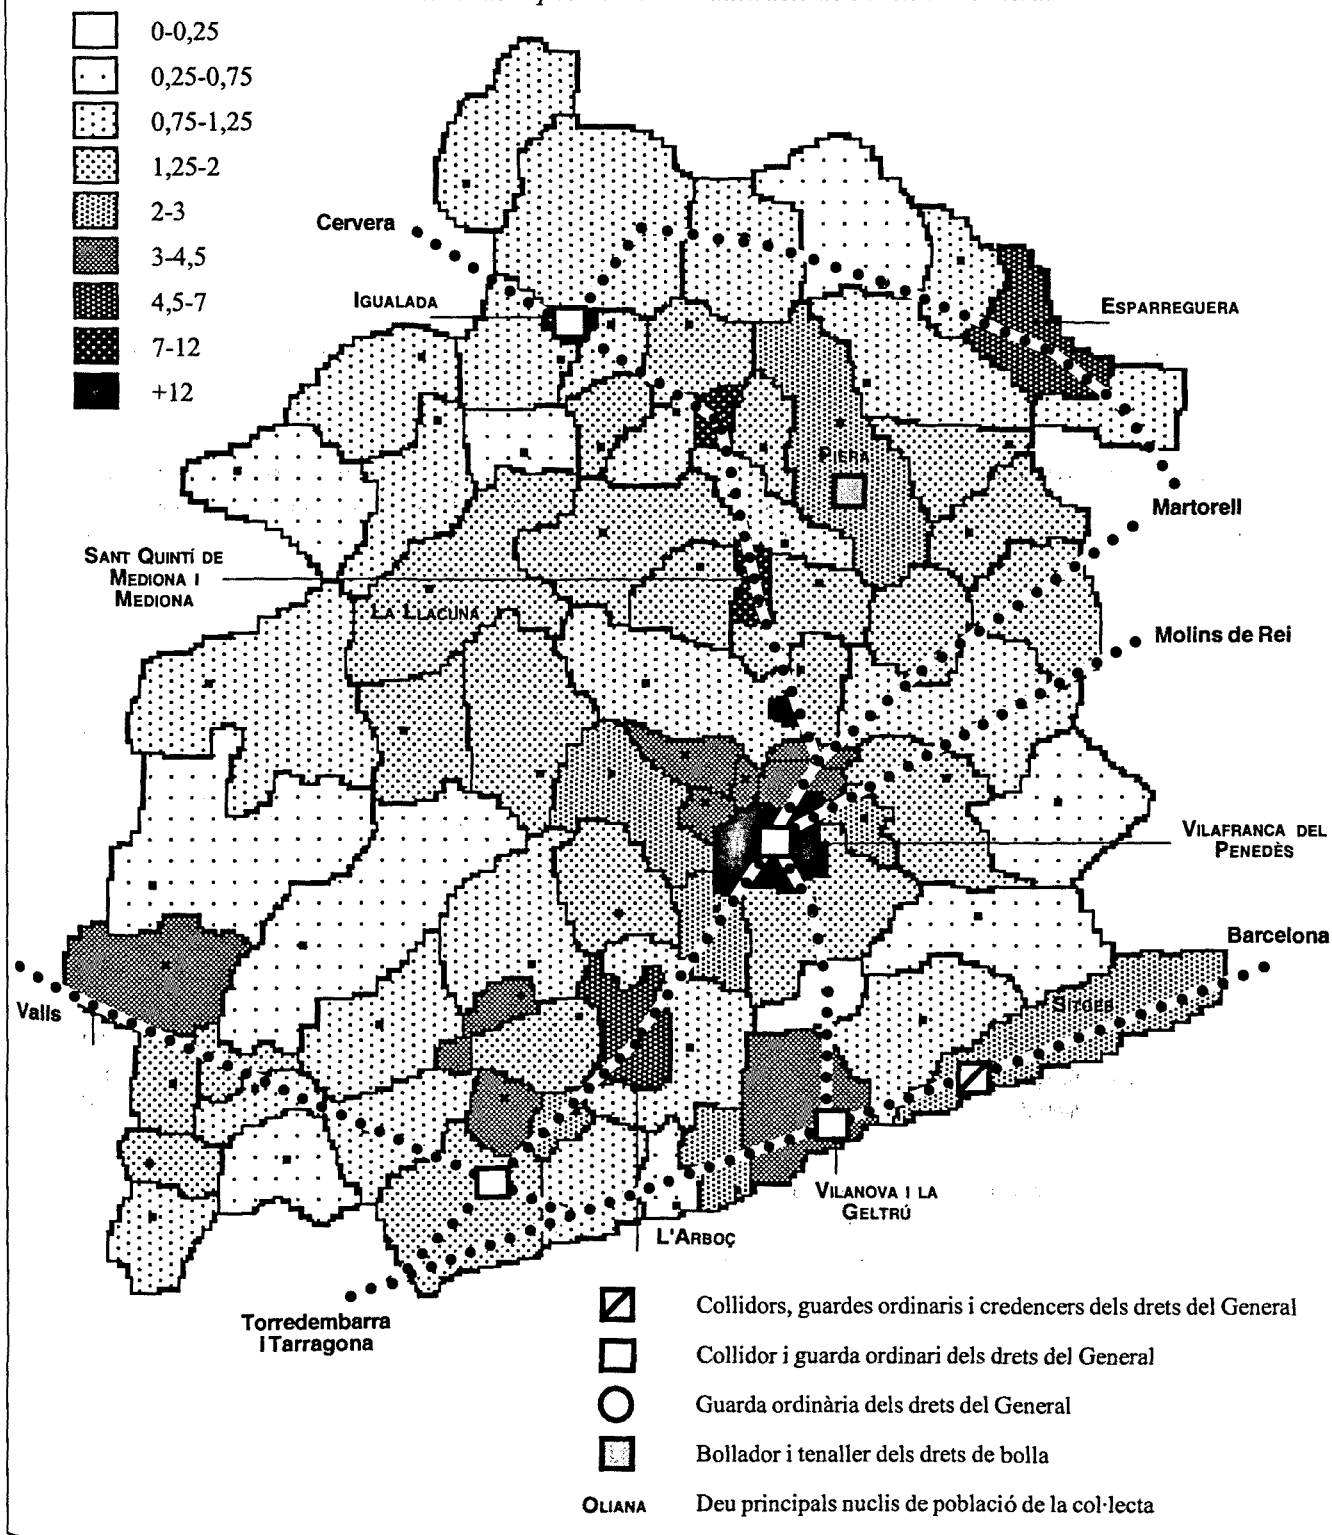 0-0,25
0,25-0,75
0,75-1,25
1,25-2
2-3
3-4,5
4,5-7
7-12
+12
Cervera
IGUALADA
ESPARREGUERA
PIERA
Martorell
SANT QUINTÍ DE
MEDIONA I
MEDIONA
LA LLACUNA
Molins de Rei
VILAFRANCA DEL
PENEDÈS
Barcelona
Valls
SITGES
VILANOVA I LA
GELTRÚ
L'ARBOÇ
Torredembarra
i Tarragona
Collidors, guardes ordinaris i credencers dels drets del General
Collidor i guarda ordinari dels drets del General
Guarda ordinària dels drets del General
Bollador i tenaller dels drets de bolla
OLIANA Deu principals nuclis de població de la col·lecta